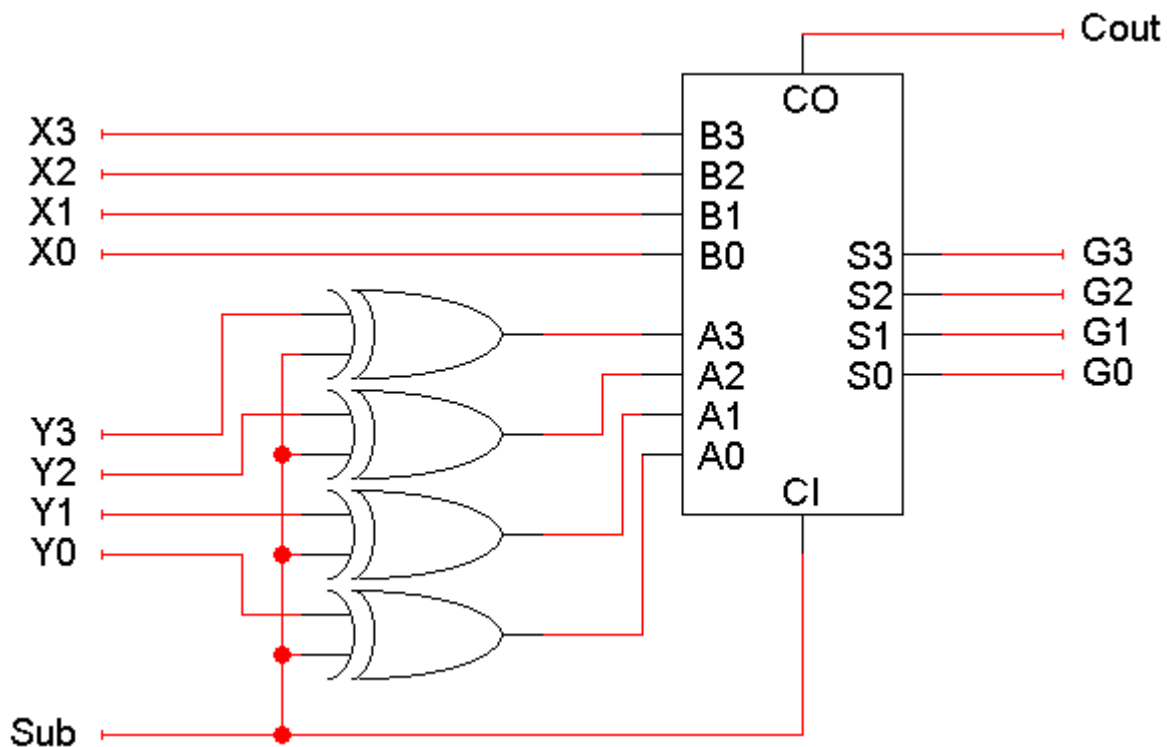 Cout
CO
X3 B3
X2 B2
X1 B1
X0 B0 S3 G3
S2 G2
A3 S1 G1
A2 S0 G0
Y3 A1
Y2 A0
Y1 CI
Y0
Sub